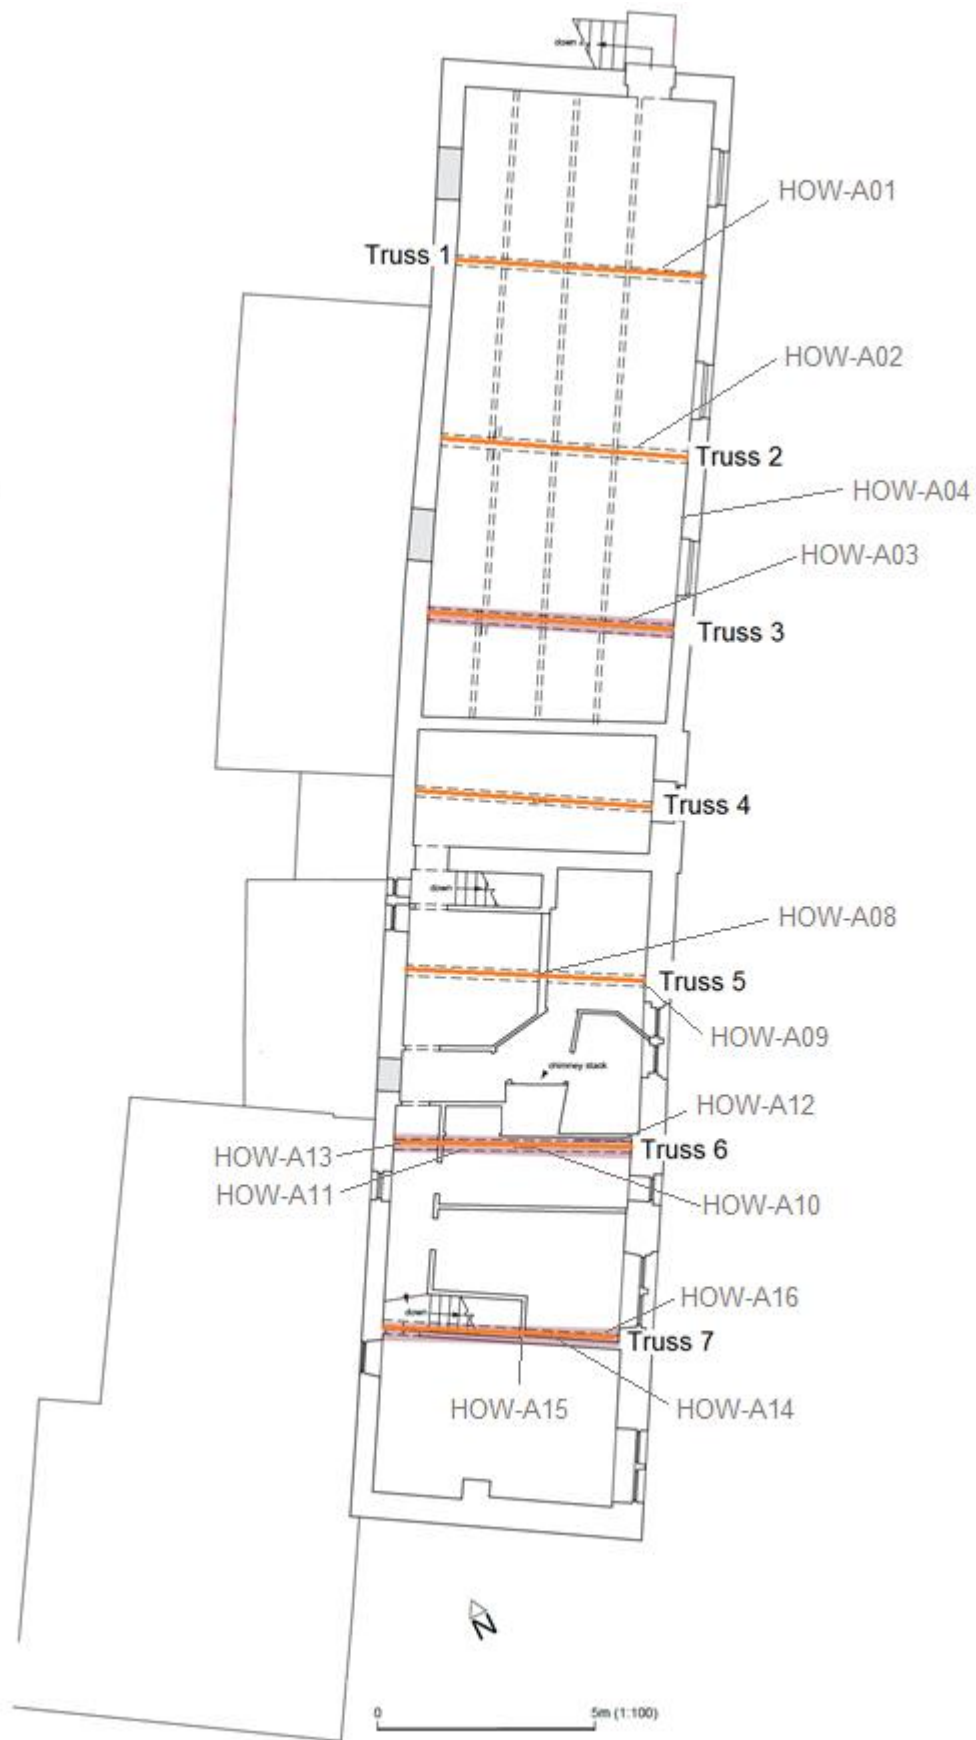 down
HOW-A01
Truss 1
HOW-A02
Truss 2
HOW-A04
HOW-A03
Truss 3
Truss 4
down
HOW-A08
Truss 5
HOW-A09
chimney stack
HOW-A12
Truss 6
HOW-A13
HOW-A11
HOW-A10
HOW-A16
down
Truss 7
HOW-A15
HOW-A14
N
0 5m (1:100)